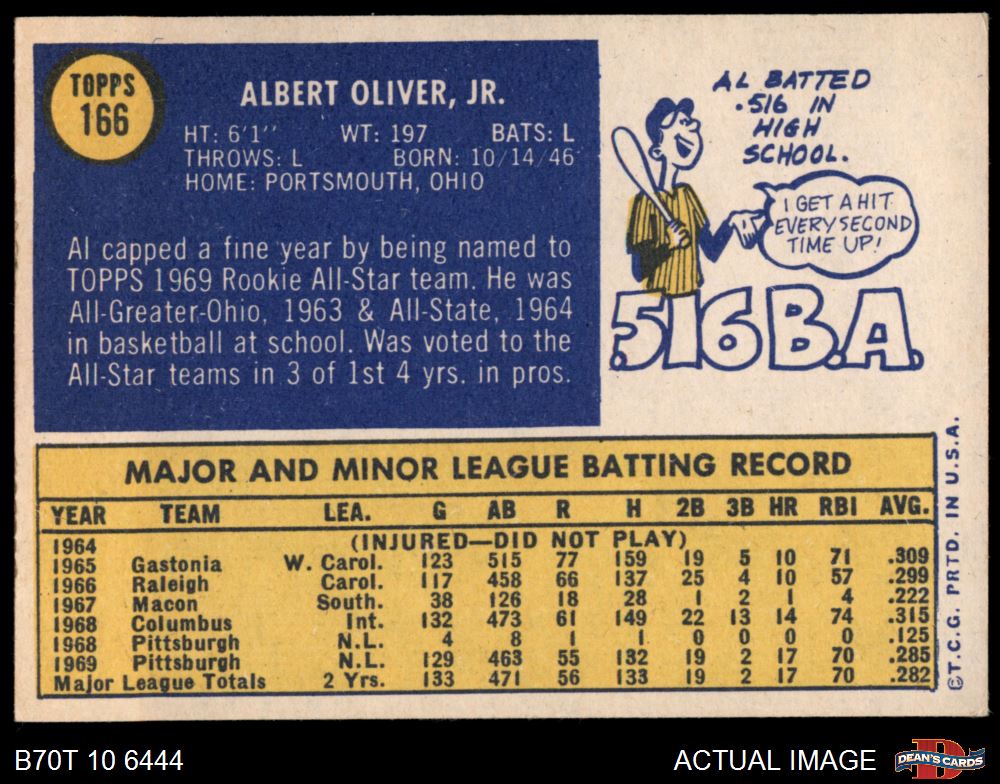 TOPPS
166
ALBERT OLIVER, JR.
HT: 6'1" WT: 197 BATS: L
THROWS: L BORN: 10/14/46
HOME: PORTSMOUTH, OHIO
Al capped a fine year by being named to
TOPPS 1969 Rookie All-Star team. He was
All-Greater-Ohio, 1963 & All-State, 1964
in basketball at school. Was voted to the
All-Star teams in 3 of 1st 4 yrs. in pros.
AL BATTED
.516 IN
HIGH
SCHOOL.
I GET A HIT
EVERY SECOND
TIME UP!
.516 B.A.
MAJOR AND MINOR LEAGUE BATTING RECORD
YEAR TEAM LEA. G AB R H 2B 3B HR RBI AVG.
1964 (INJURED—DID NOT PLAY)
1965 Gastonia W. Carol. 123 515 77 159 19 5 10 71 .309
1966 Raleigh Carol. 117 458 66 137 25 4 10 57 .299
1967 Macon South. 38 126 18 28 1 2 1 4 .222
1968 Columbus Int. 132 473 61 149 22 13 14 74 .315
1968 Pittsburgh N.L. 4 8 1 1 0 0 0 0 .125
1969 Pittsburgh N.L. 129 463 55 132 19 2 17 70 .285
Major League Totals 2 Yrs. 133 471 56 133 19 2 17 70 .282
©T.C.G. PRTD. IN U.S.A.
B70T 10 6444
ACTUAL IMAGE
D
DEAN'S CARDS